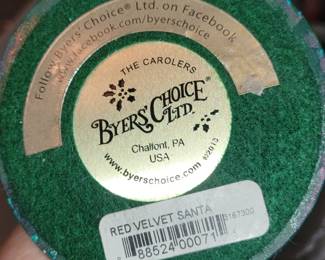 Follow Byers' Choice® Ltd. on Facebook
www.facebook.com/byerschoice
THE CAROLERS
BYERS' CHOICE®
LTD.
Chalfont, PA
USA
www.byerschoice.com ©2013
RED VELVET SANTA
88524 00071